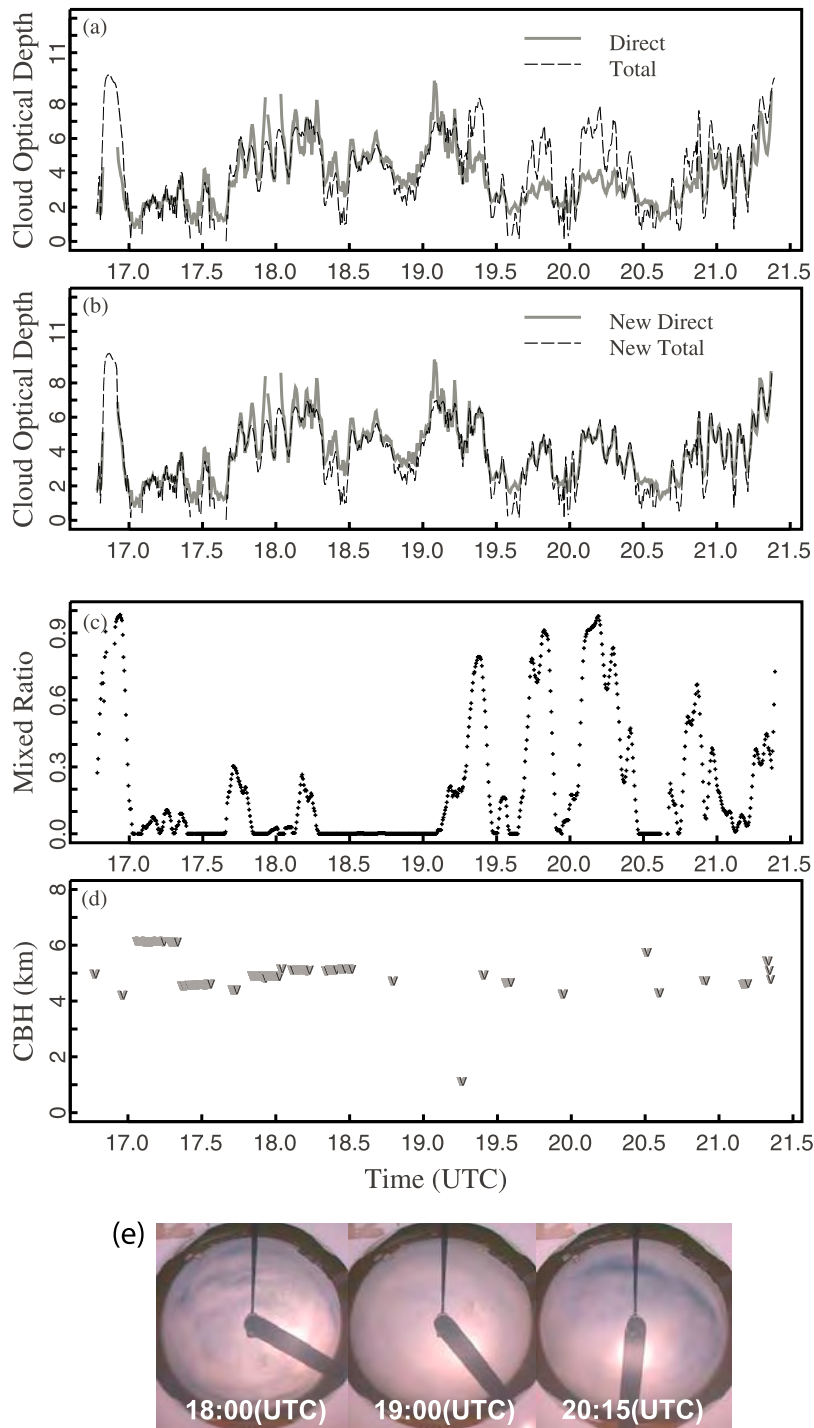 (a)
Direct
Total
Cloud Optical Depth
0 2 4 6 8 11
17.0 17.5 18.0 18.5 19.0 19.5 20.0 20.5 21.0 21.5
(b)
New Direct
New Total
Cloud Optical Depth
0 2 4 6 8 11
17.0 17.5 18.0 18.5 19.0 19.5 20.0 20.5 21.0 21.5
(c)
Mixed Ratio
0.0 0.3 0.6 0.9
17.0 17.5 18.0 18.5 19.0 19.5 20.0 20.5 21.0 21.5
(d)
CBH (km)
0 2 4 6 8
17.0 17.5 18.0 18.5 19.0 19.5 20.0 20.5 21.0 21.5
Time (UTC)
(e)
18:00(UTC) 19:00(UTC) 20:15(UTC)